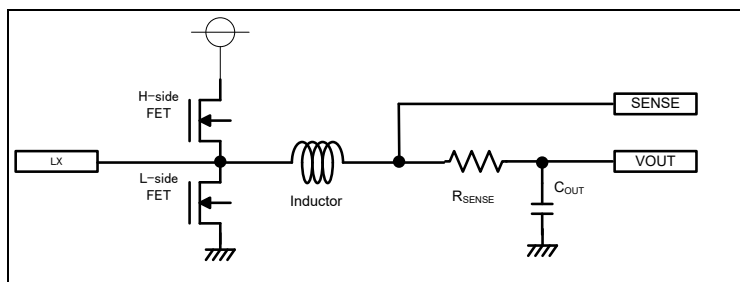 H-side
FET
SENSE
LX
VOUT
L-side
FET
Inductor
RSENSE
COUT